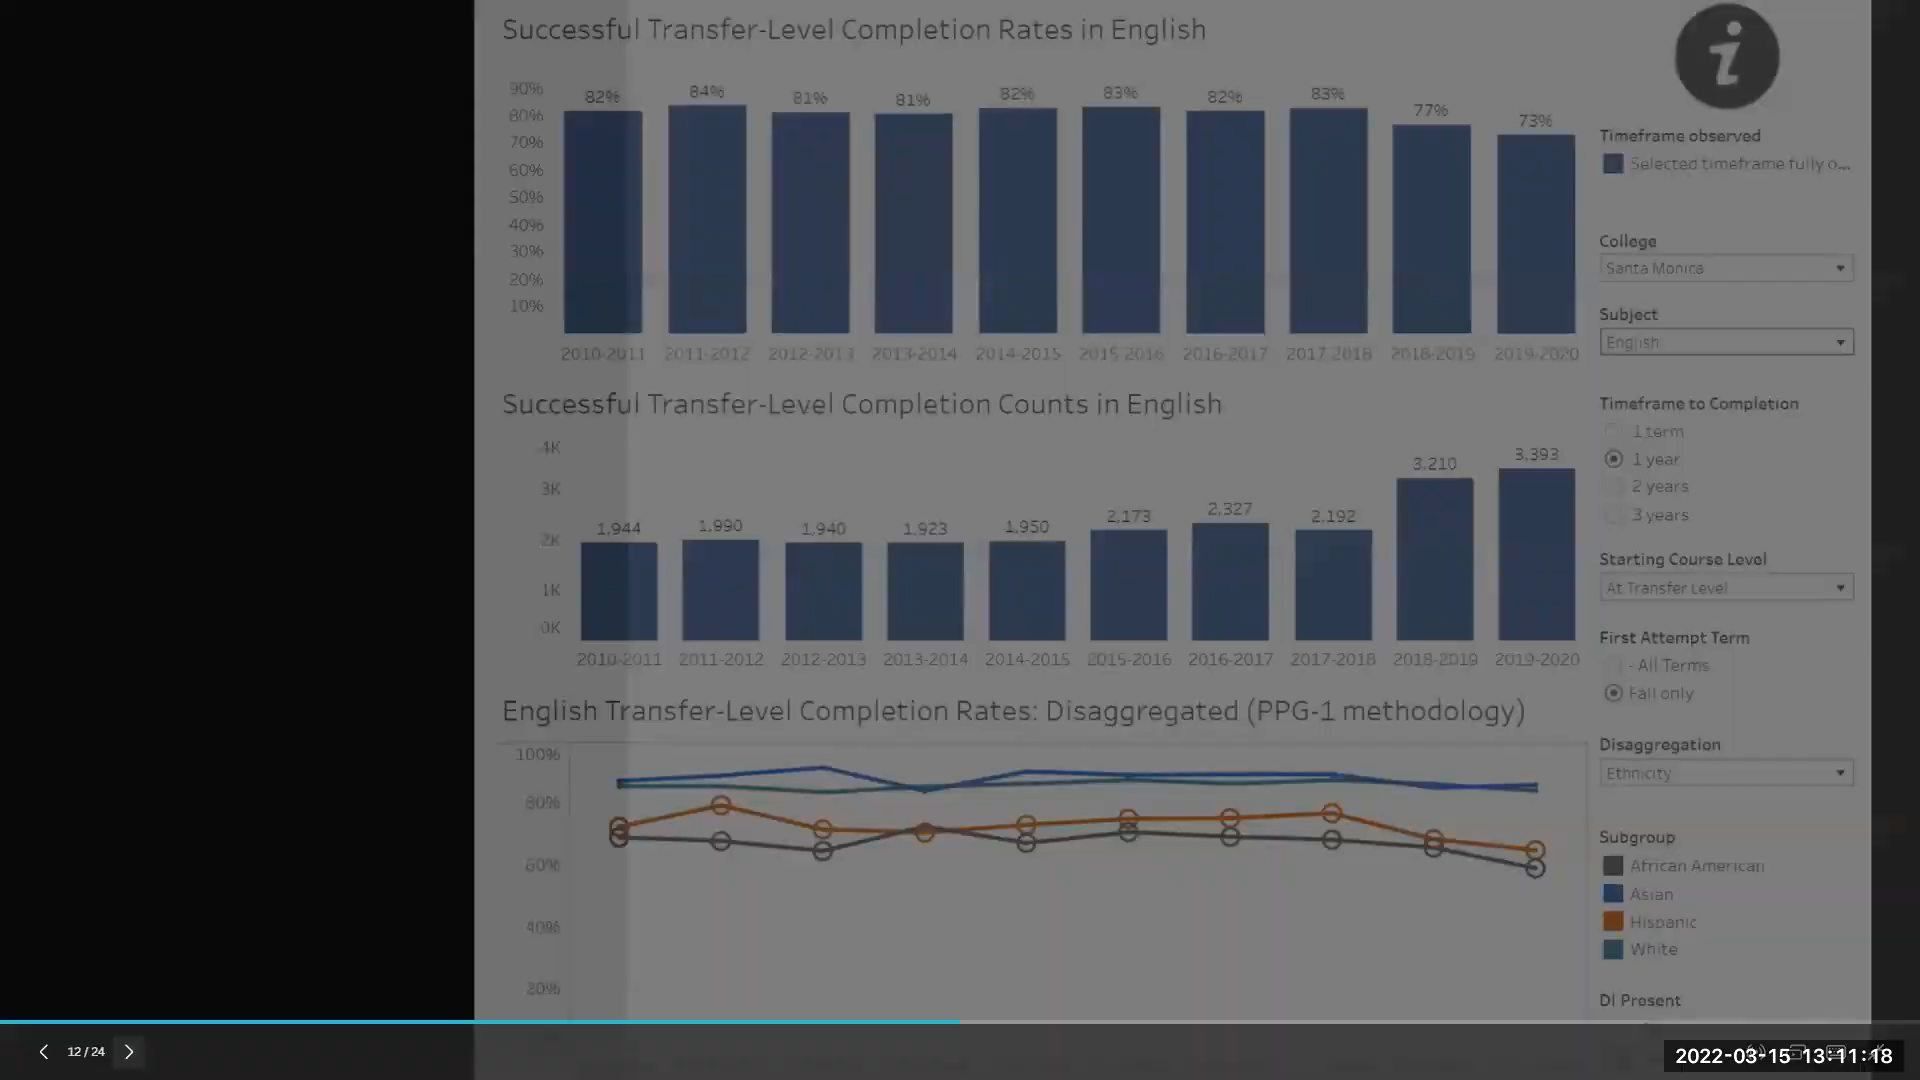 Successful Transfer-Level Completion Rates in English
90%
80%
70%
60%
50%
40%
30%
20%
10%
82% 84% 81% 81% 82% 83% 82% 83% 77% 73%
2010-2011 2011-2012 2012-2013 2013-2014 2014-2015 2015-2016 2016-2017 2017-2018 2018-2019 2019-2020
Successful Transfer-Level Completion Counts in English
4K
3K
2K
1K
0K
1,944 1,990 1,940 1,923 1,950 2,173 2,327 2,192 3,210 3,393
2010-2011 2011-2012 2012-2013 2013-2014 2014-2015 2015-2016 2016-2017 2017-2018 2018-2019 2019-2020
English Transfer-Level Completion Rates: Disaggregated (PPG-1 methodology)
100%
80%
60%
40%
20%
i
Timeframe observed
Selected timeframe fully o...
College
Santa Monica
Subject
English
Timeframe to Completion
1 term
1 year
2 years
3 years
Starting Course Level
At Transfer Level
First Attempt Term
- All Terms
Fall only
Disaggregation
Ethnicity
Subgroup
African American
Asian
Hispanic
White
DI Present
12 / 24
2022-03-15 13:11:18